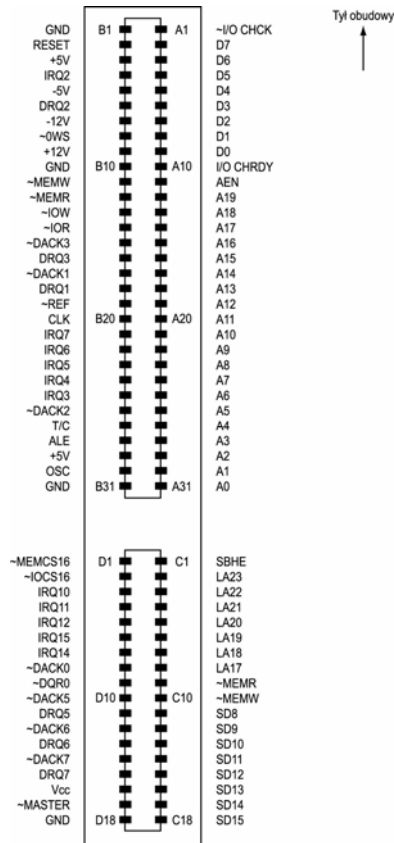 Tył obudowy
GND B1 A1 ~I/O CHCK
RESET D7
+5V D6
IRQ2 D5
-5V D4
DRQ2 D3
-12V D2
~0WS D1
+12V D0
GND B10 A10 I/O CHRDY
~MEMW AEN
~MEMR A19
~IOW A18
~IOR A17
~DACK3 A16
DRQ3 A15
~DACK1 A14
DRQ1 A13
~REF A12
CLK B20 A20 A11
IRQ7 A10
IRQ6 A9
IRQ5 A8
IRQ4 A7
IRQ3 A6
~DACK2 A5
T/C A4
ALE A3
+5V A2
OSC A1
GND B31 A31 A0
~MEMCS16 D1 C1 SBHE
~IOCS16 LA23
IRQ10 LA22
IRQ11 LA21
IRQ12 LA20
IRQ15 LA19
IRQ14 LA18
~DACK0 LA17
~DQR0 ~MEMR
~DACK5 D10 C10 ~MEMW
DRQ5 SD8
~DACK6 SD9
DRQ6 SD10
~DACK7 SD11
DRQ7 SD12
Vcc SD13
~MASTER SD14
GND D18 C18 SD15